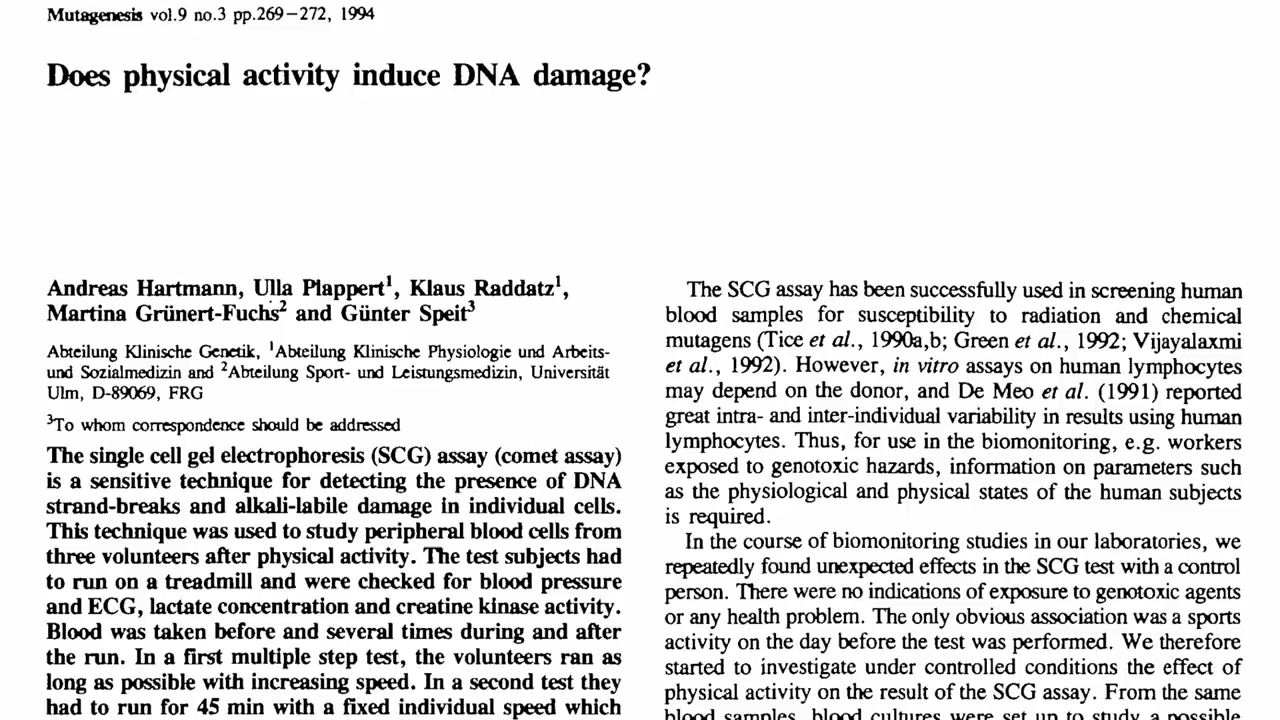 Mutagenesis vol.9 no.3 pp.269–272, 1994
Does physical activity induce DNA damage?
Andreas Hartmann, Ulla Plappert¹, Klaus Raddatz¹,
Martina Grünert-Fuchs² and Günter Speit³
Abteilung Klinische Genetik, ¹Abteilung Klinische Physiologie und Arbeits-
und Sozialmedizin and ²Abteilung Sport- und Leistungsmedizin, Universität
Ulm, D-89069, FRG
³To whom correspondence should be addressed
The single cell gel electrophoresis (SCG) assay (comet assay)
is a sensitive technique for detecting the presence of DNA
strand-breaks and alkali-labile damage in individual cells.
This technique was used to study peripheral blood cells from
three volunteers after physical activity. The test subjects had
to run on a treadmill and were checked for blood pressure
and ECG, lactate concentration and creatine kinase activity.
Blood was taken before and several times during and after
the run. In a first multiple step test, the volunteers ran as
long as possible with increasing speed. In a second test they
had to run for 45 min with a fixed individual speed which
The SCG assay has been successfully used in screening human
blood samples for susceptibility to radiation and chemical
mutagens (Tice et al., 1990a,b; Green et al., 1992; Vijayalaxmi
et al., 1992). However, in vitro assays on human lymphocytes
may depend on the donor, and De Meo et al. (1991) reported
great intra- and inter-individual variability in results using human
lymphocytes. Thus, for use in the biomonitoring, e.g. workers
exposed to genotoxic hazards, information on parameters such
as the physiological and physical states of the human subjects
is required.
In the course of biomonitoring studies in our laboratories, we
repeatedly found unexpected effects in the SCG test with a control
person. There were no indications of exposure to genotoxic agents
or any health problem. The only obvious association was a sports
activity on the day before the test was performed. We therefore
started to investigate under controlled conditions the effect of
physical activity on the result of the SCG assay. From the same
blood samples, blood cultures were set up to study a possible